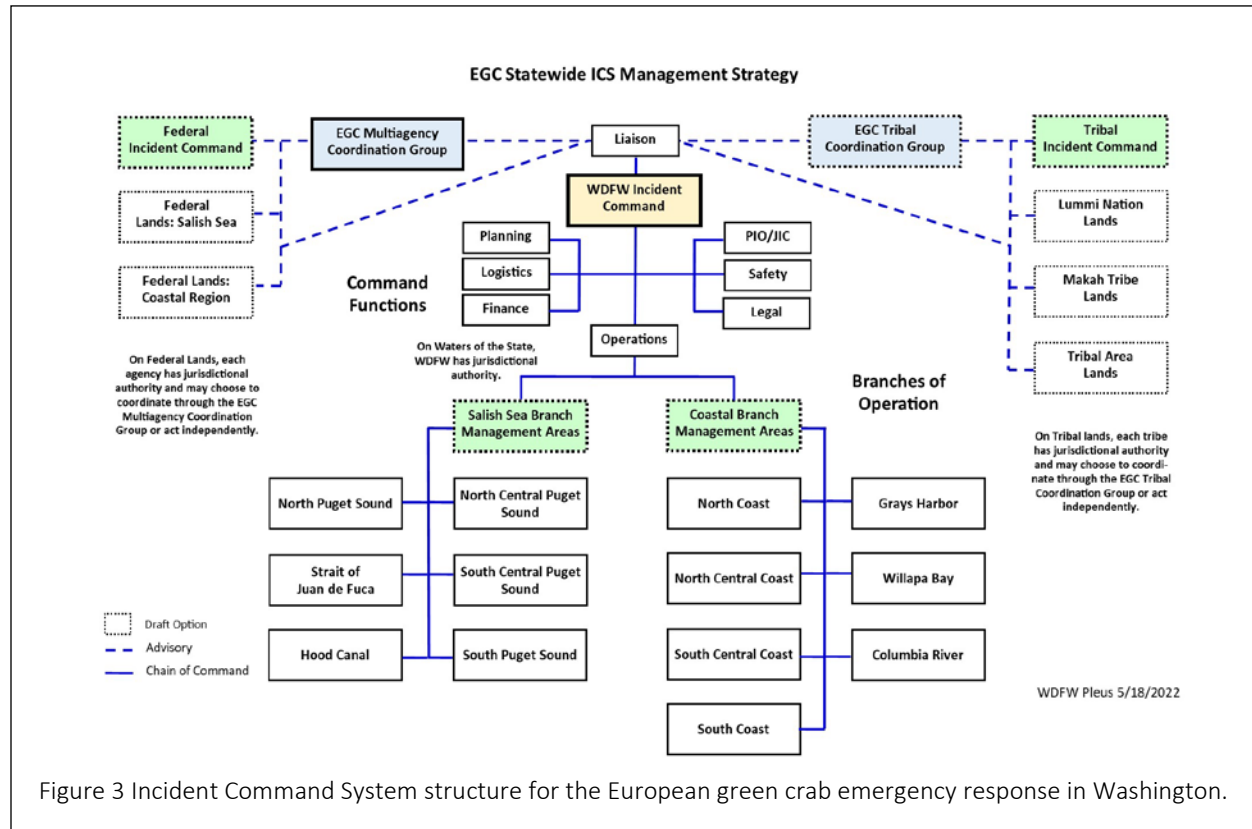 EGC Statewide ICS Management Strategy
Federal
Incident Command
EGC Multiagency
Coordination Group
Liaison
EGC Tribal
Coordination Group
Tribal
Incident Command
WDFW Incident
Command
Federal
Lands: Salish Sea
Federal Lands:
Coastal Region
Lummi Nation
Lands
Makah Tribe
Lands
Tribal Area
Lands
Command
Functions
Planning
Logistics
Finance
PIO/JIC
Safety
Legal
Operations
On Waters of the State,
WDFW has jurisdictional
authority.
On Federal Lands, each
agency has jurisdictional
authority and may choose to
coordinate through the EGC
Multiagency Coordination
Group or act independently.
Branches of
Operation
On Tribal lands, each tribe
has jurisdictional authority
and may choose to coordi-
nate through the EGC Tribal
Coordination Group or act
independently.
Salish Sea Branch
Management Areas
Coastal Branch
Management Areas
North Puget Sound
North Central Puget
Sound
Strait of
Juan de Fuca
South Central Puget
Sound
Hood Canal
South Puget Sound
North Coast
Grays Harbor
North Central Coast
Willapa Bay
South Central Coast
Columbia River
South Coast
Draft Option
Advisory
Chain of Command
WDFW Pleus 5/18/2022
Figure 3 Incident Command System structure for the European green crab emergency response in Washington.